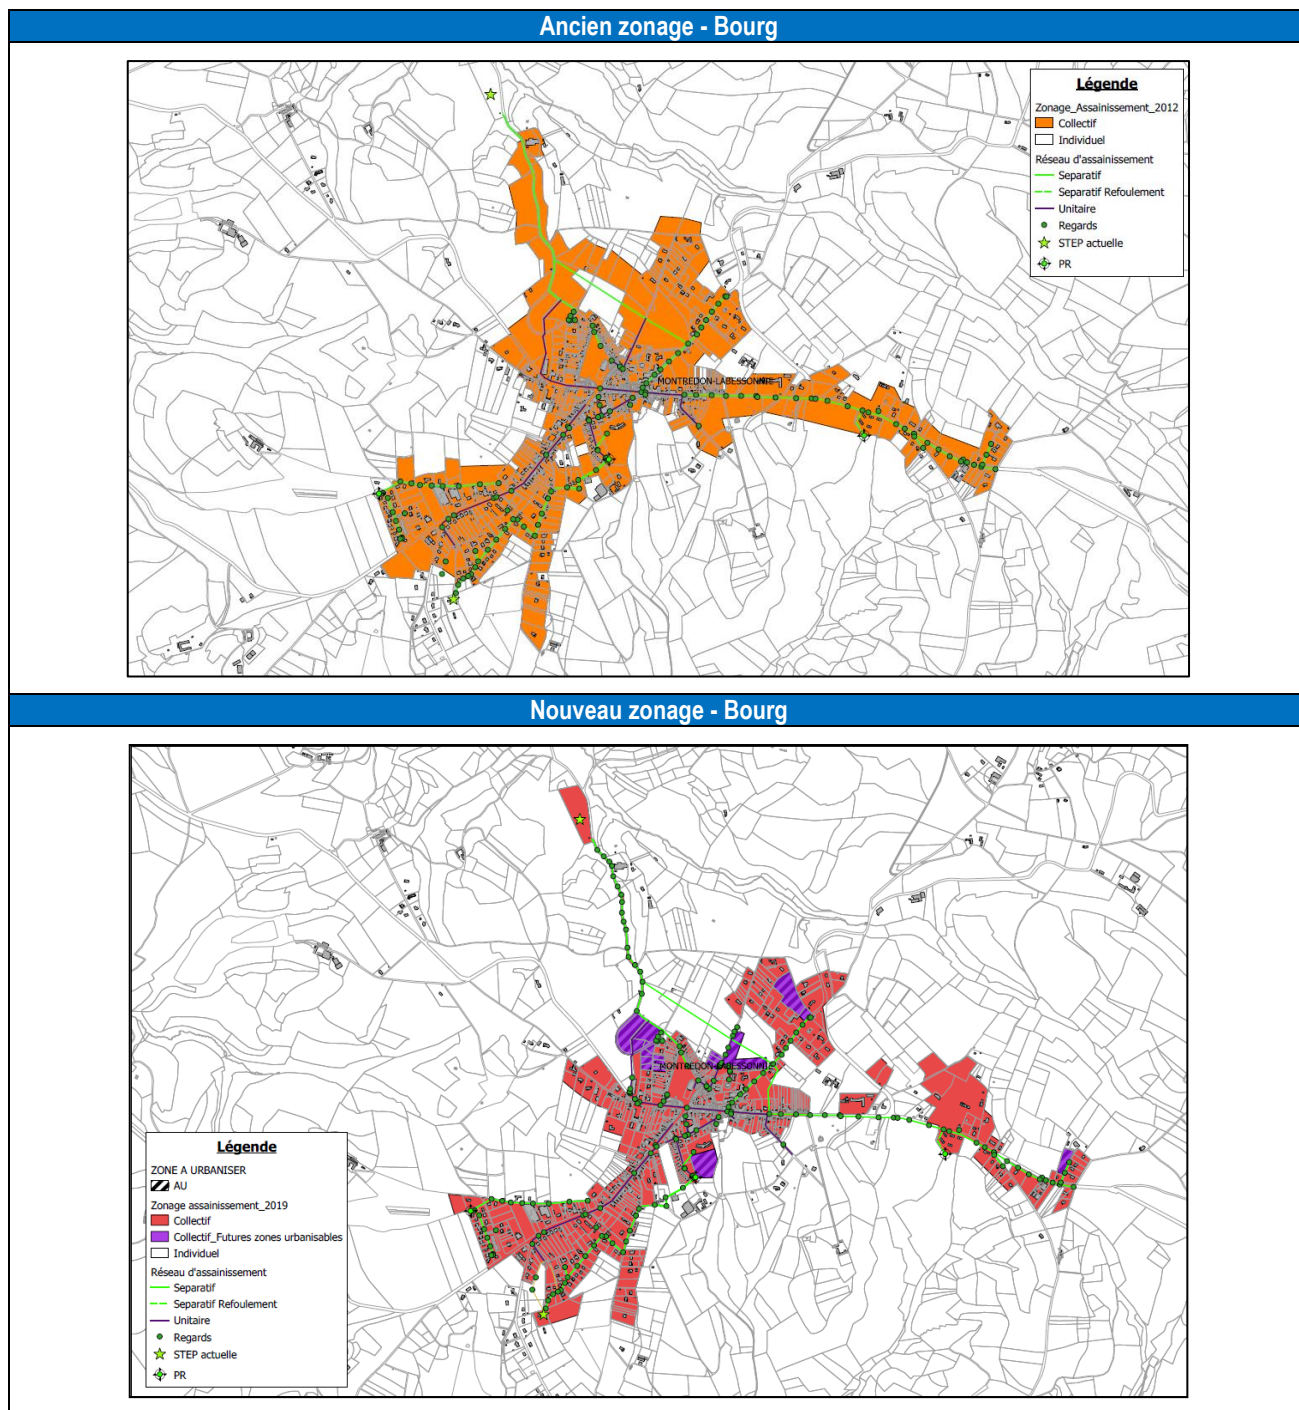 Ancien zonage - Bourg
Légende
Zonage_Assainissement_2012
Collectif
Individuel
Réseau d'assainissement
Separatif
Separatif Refoulement
Unitaire
Regards
STEP actuelle
PR
MONTREDON-LABESSONNIE
Nouveau zonage - Bourg
MONTREDON-LABESSONNIE
Légende
ZONE A URBANISER
AU
Zonage assainissement_2019
Collectif
Collectif_Futures zones urbanisables
Individuel
Réseau d'assainissement
Separatif
Separatif Refoulement
Unitaire
Regards
STEP actuelle
PR